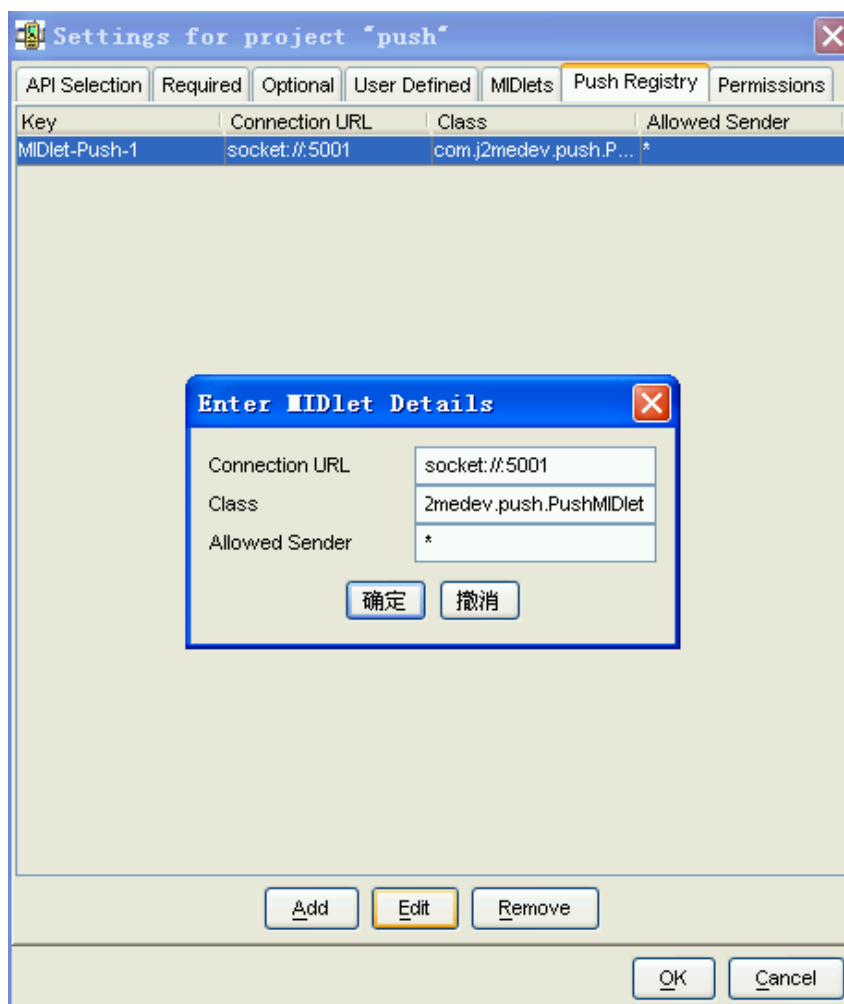 Settings for project "push"
API Selection Required Optional User Defined MIDlets Push Registry Permissions
Key Connection URL Class Allowed Sender
MIDlet-Push-1 socket://:5001 com.j2medev.push.P... *
Enter MIDlet Details
Connection URL socket://:5001
Class 2medev.push.PushMIDlet
Allowed Sender *
确定 撤消
Add Edit Remove
OK Cancel